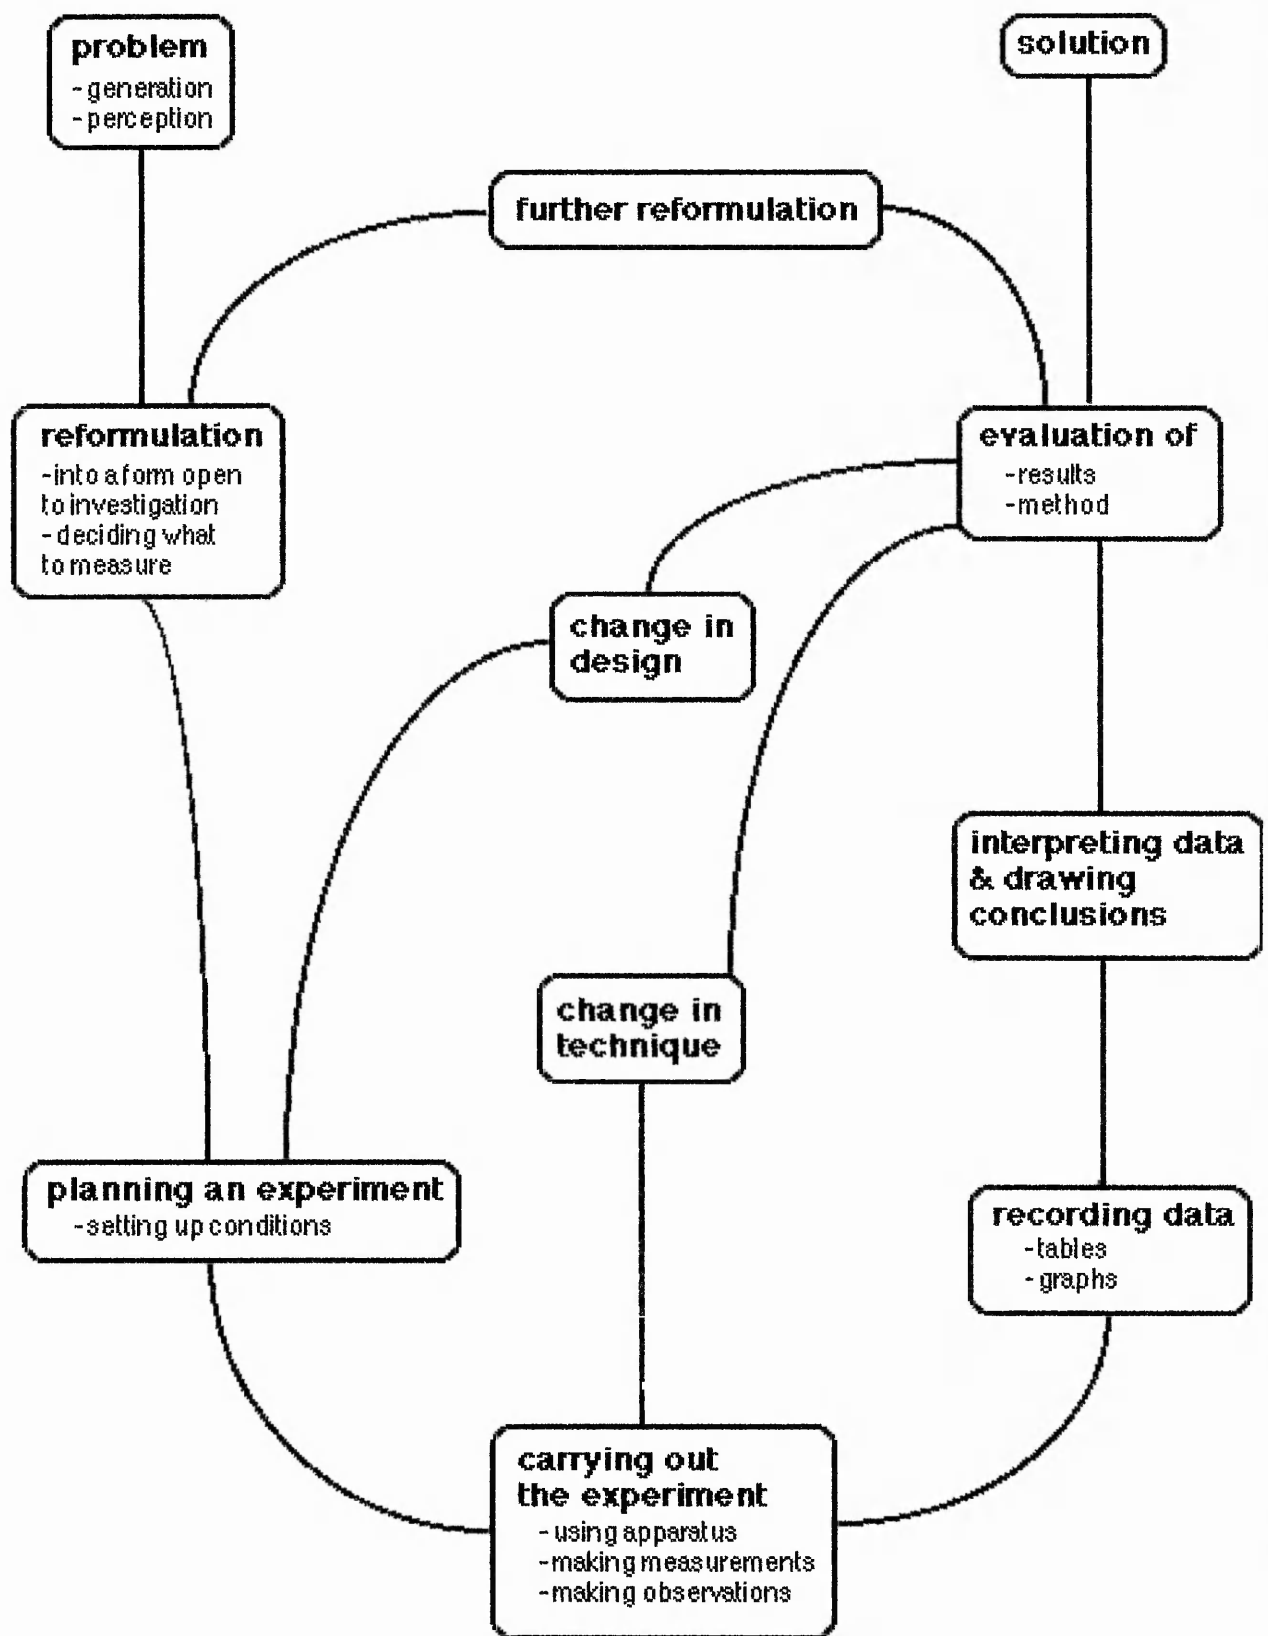 problem
- generation
- perception
solution
further reformulation
reformulation
- into a form open
to investigation
- deciding what
to measure
evaluation of
- results
- method
change in
design
interpreting data
& drawing
conclusions
change in
technique
planning an experiment
- setting up conditions
recording data
- tables
- graphs
carrying out
the experiment
- using apparatus
- making measurements
- making observations